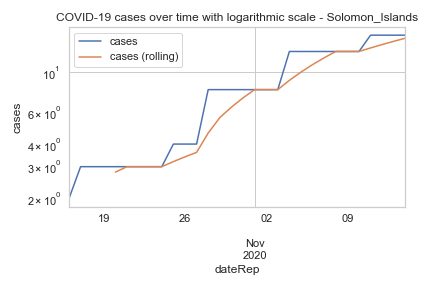 COVID-19 cases over time with logarithmic scale - Solomon_Islands
cases
cases (rolling)
10¹
6 × 10⁰
4 × 10⁰
3 × 10⁰
2 × 10⁰
cases
19 26 02 09
Nov
2020
dateRep